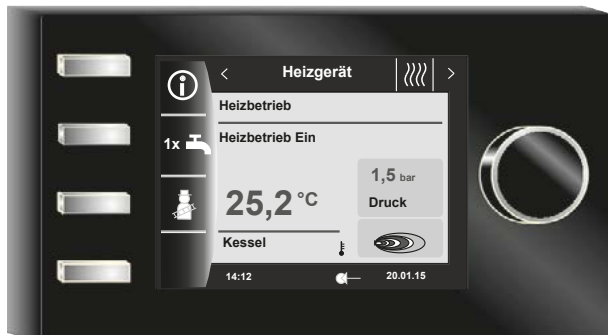 < Heizgerät >
Heizbetrieb
1x
Heizbetrieb Ein
1,5 bar
25,2 °C
Druck
Kessel
14:12
20.01.15